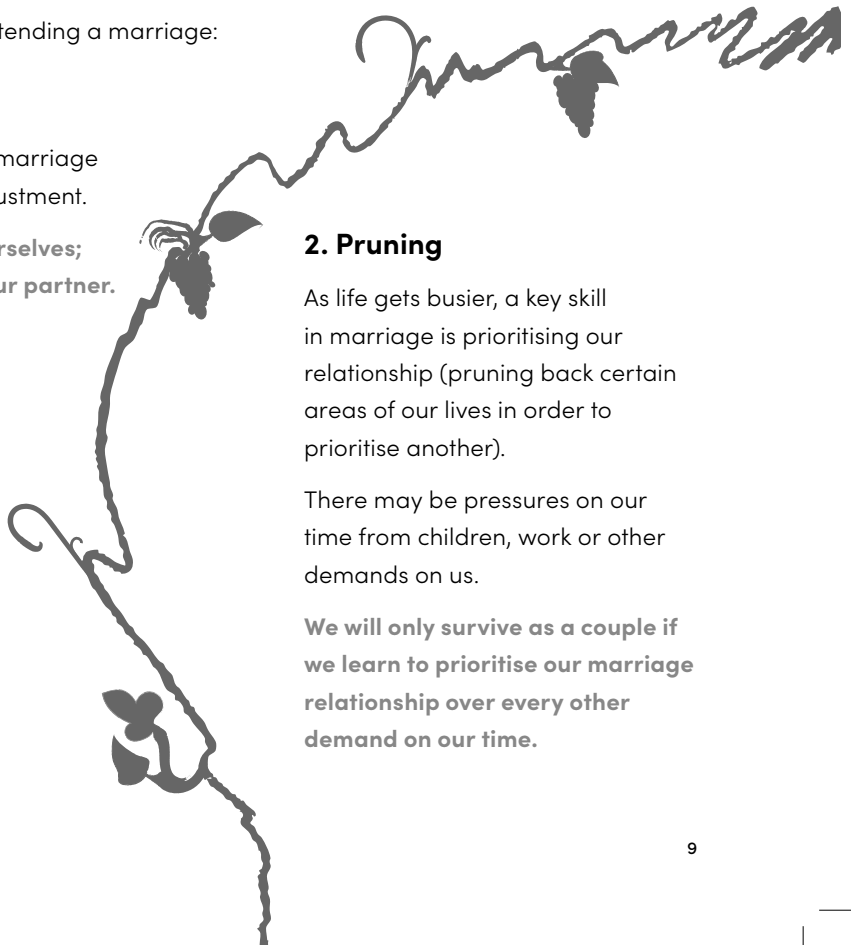 tending a marriage:
marriage
ustment.
rselves;
ur partner.
2. Pruning
As life gets busier, a key skill
in marriage is prioritising our
relationship (pruning back certain
areas of our lives in order to
prioritise another).
There may be pressures on our
time from children, work or other
demands on us.
We will only survive as a couple if
we learn to prioritise our marriage
relationship over every other
demand on our time.
9